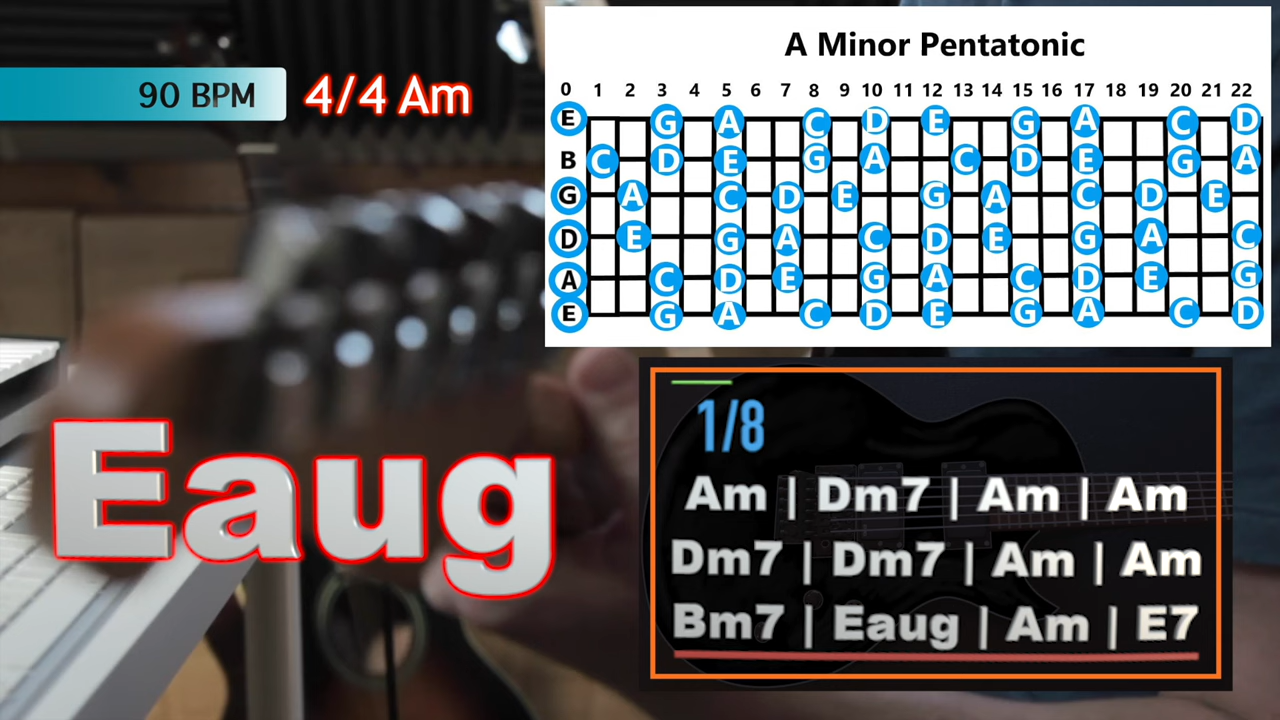 90 BPM
4/4 Am
A Minor Pentatonic
0 1 2 3 4 5 6 7 8 9 10 11 12 13 14 15 16 17 18 19 20 21 22
E G A C D E G A C D
B C D E G A C D E G A
G A C D E G A C D E
D E G A C D E G A C
A C D E G A C D E G
E G A C D E G A C D
Eaug
1/8
Am | Dm7 | Am | Am
Dm7 | Dm7 | Am | Am
Bm7 | Eaug | Am | E7